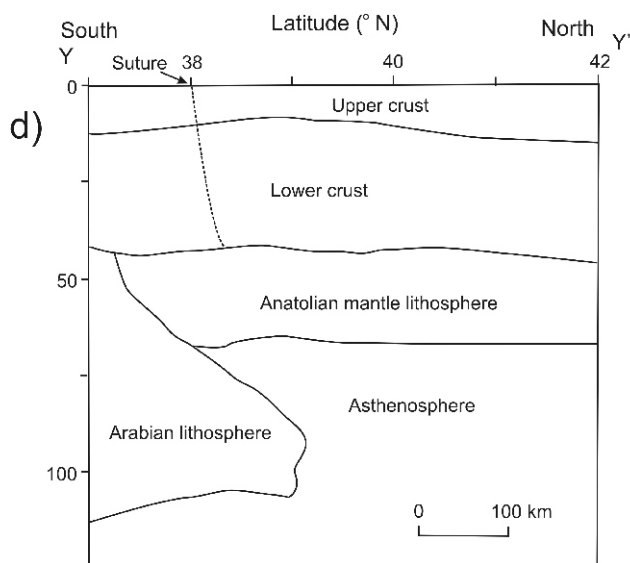 South Latitude (° N) North
Y Y'
Suture 38 40 42
0
Upper crust
d)
Lower crust
50
Anatolian mantle lithosphere
Asthenosphere
Arabian lithosphere
100
0 100 km